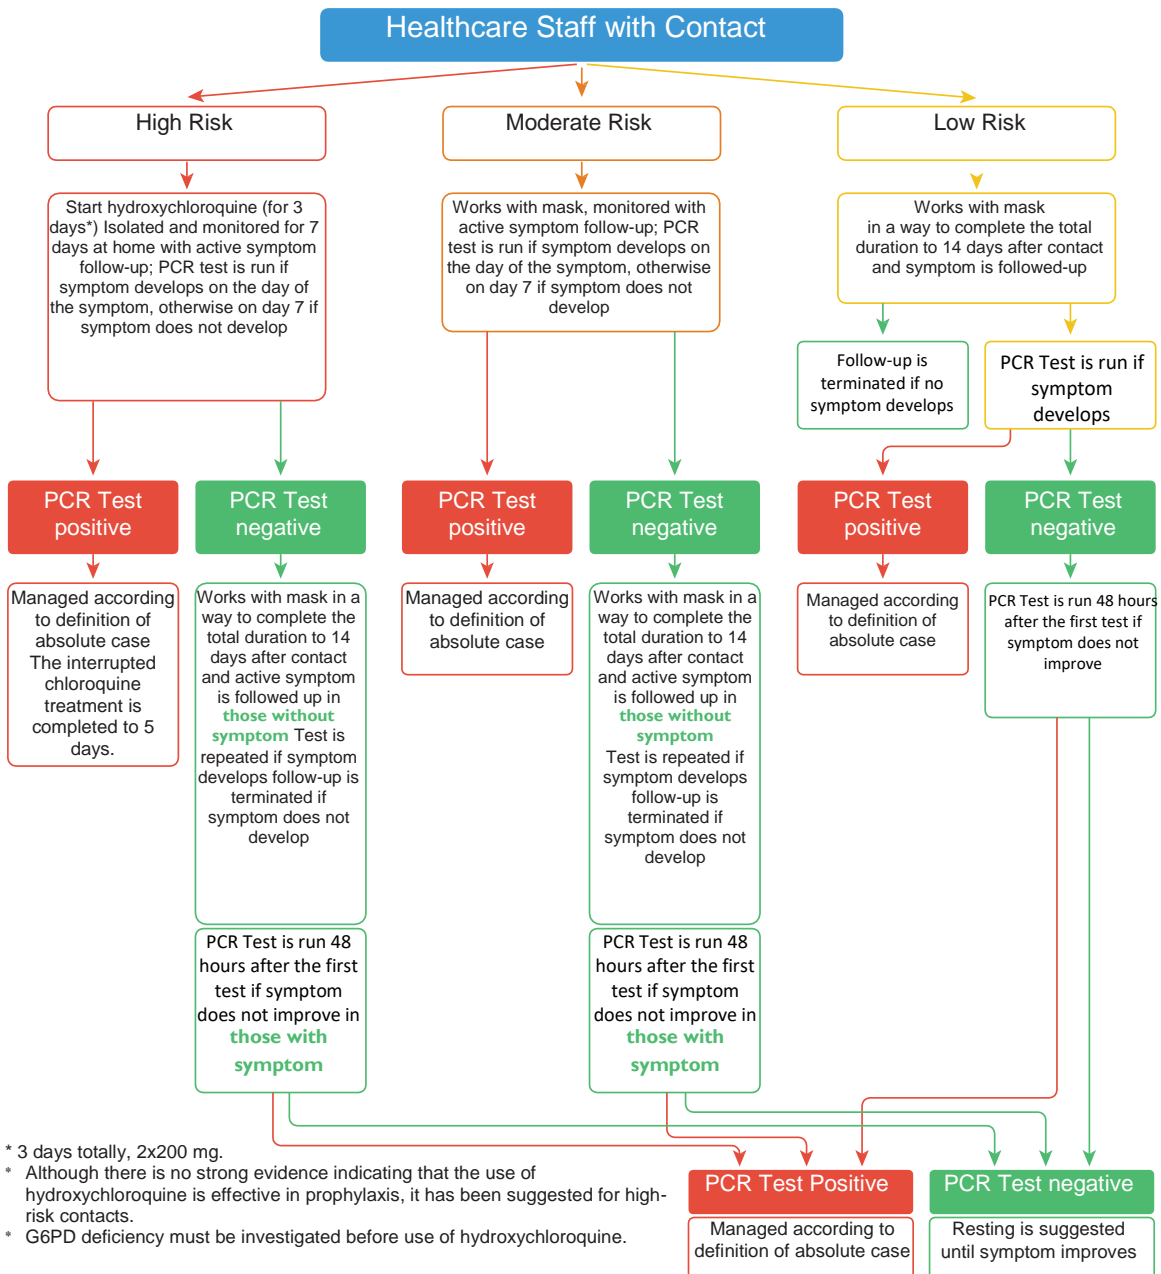 Healthcare Staff with Contact
High Risk
Moderate Risk
Low Risk
Start hydroxychloroquine (for 3
days*) Isolated and monitored for 7
days at home with active symptom
follow-up; PCR test is run if
symptom develops on the day of
the symptom, otherwise on day 7 if
symptom does not develop
Works with mask, monitored with
active symptom follow-up; PCR
test is run if symptom develops on
the day of the symptom, otherwise
on day 7 if symptom does not
develop
Works with mask
in a way to complete the total
duration to 14 days after contact
and symptom is followed-up
Follow-up is
terminated if no
symptom develops
PCR Test is run if
symptom
develops
PCR Test
positive
PCR Test
negative
PCR Test
positive
PCR Test
negative
PCR Test
positive
PCR Test
negative
Managed according
to definition of
absolute case
The interrupted
chloroquine
treatment is
completed to 5
days.
Works with mask in a
way to complete the
total duration to 14
days after contact
and active symptom
is followed up in
those without
symptom Test is
repeated if symptom
develops follow-up is
terminated if
symptom does not
develop
Managed according
to definition of
absolute case
Works with mask in a
way to complete the
total duration to 14
days after contact
and active symptom
is followed up in
those without
symptom
Test is repeated if
symptom develops
follow-up is
terminated if
symptom does not
develop
Managed according
to definition of
absolute case
PCR Test is run 48 hours
after the first test if
symptom does not
improve
PCR Test is run 48
hours after the first
test if symptom
does not improve in
those with
symptom
PCR Test is run 48
hours after the first
test if symptom
does not improve in
those with
symptom
* 3 days totally, 2x200 mg.
* Although there is no strong evidence indicating that the use of
hydroxychloroquine is effective in prophylaxis, it has been suggested for high-
risk contacts.
* G6PD deficiency must be investigated before use of hydroxychloroquine.
PCR Test Positive
PCR Test negative
Managed according to
definition of absolute case
Resting is suggested
until symptom improves